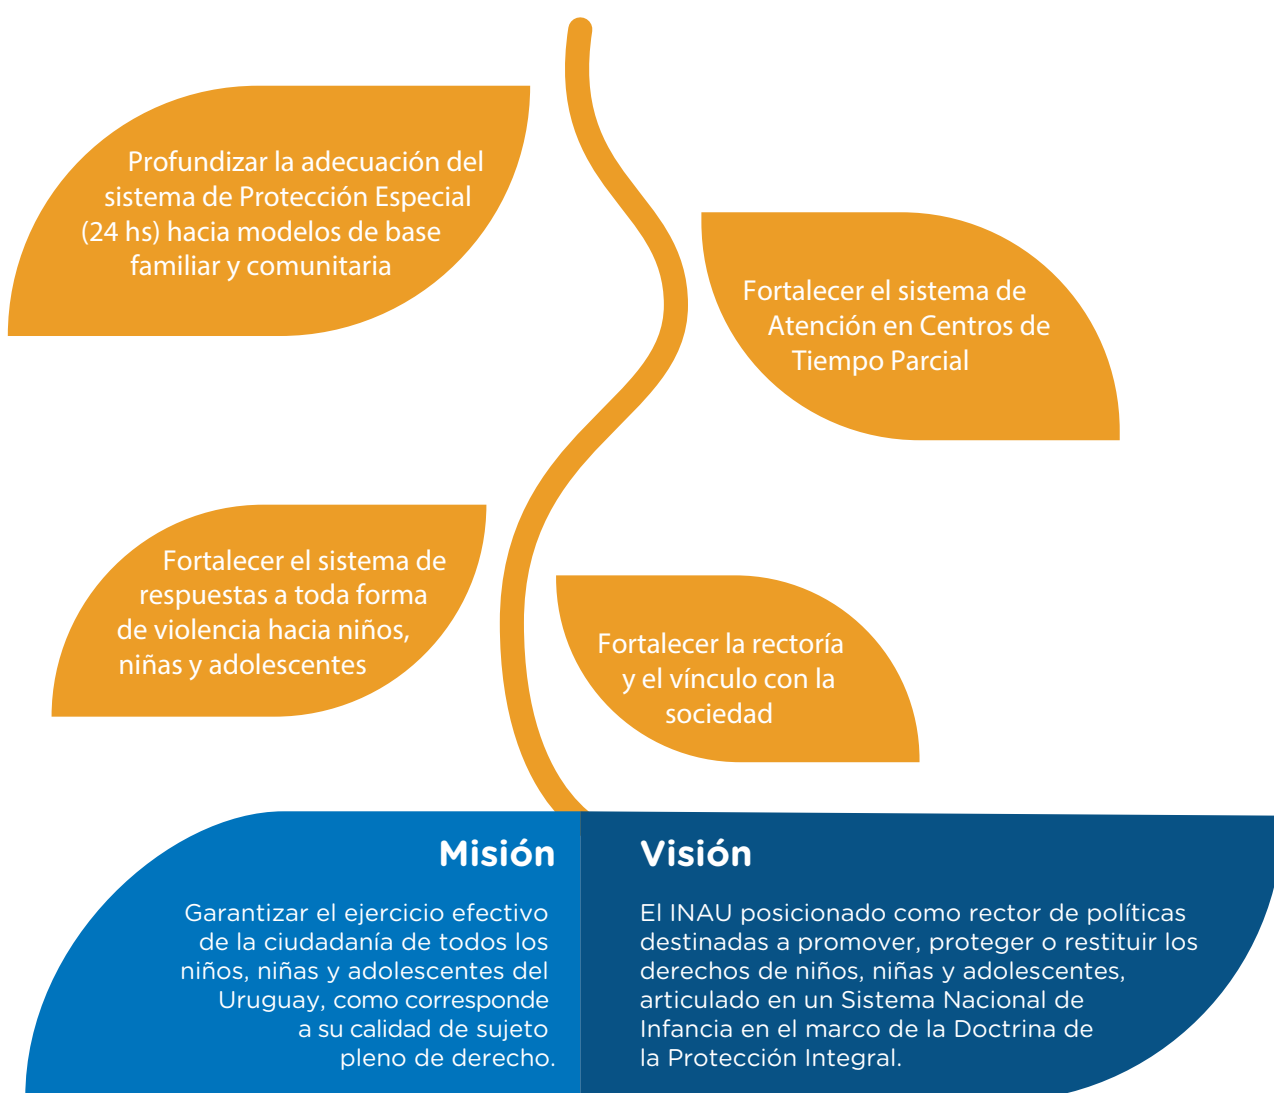 Profundizar la adecuación del
sistema de Protección Especial
(24 hs) hacia modelos de base
familiar y comunitaria
Fortalecer el sistema de
Atención en Centros de
Tiempo Parcial
Fortalecer el sistema de
respuestas a toda forma
de violencia hacia niños,
niñas y adolescentes
Fortalecer la rectoría
y el vínculo con la
sociedad
Misión
Garantizar el ejercicio efectivo
de la ciudadanía de todos los
niños, niñas y adolescentes del
Uruguay, como corresponde
a su calidad de sujeto
pleno de derecho.
Visión
El INAU posicionado como rector de políticas
destinadas a promover, proteger o restituir los
derechos de niños, niñas y adolescentes,
articulado en un Sistema Nacional de
Infancia en el marco de la Doctrina de
la Protección Integral.